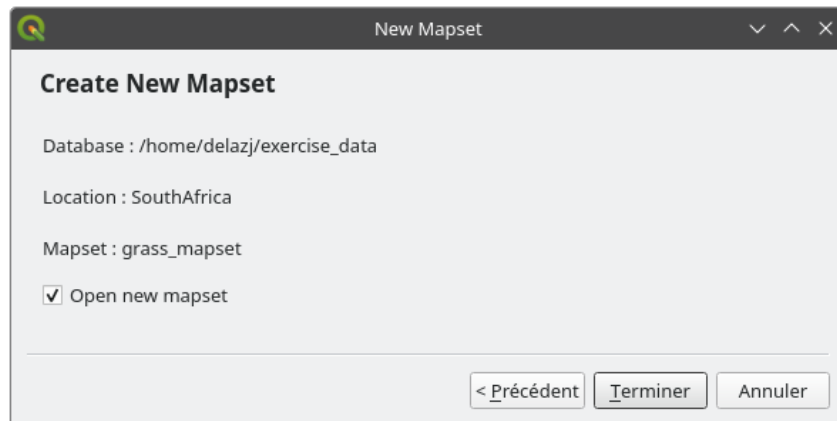 New Mapset
Create New Mapset
Database : /home/delazj/exercise_data
Location : SouthAfrica
Mapset : grass_mapset
Open new mapset
< Précédent Terminer Annuler